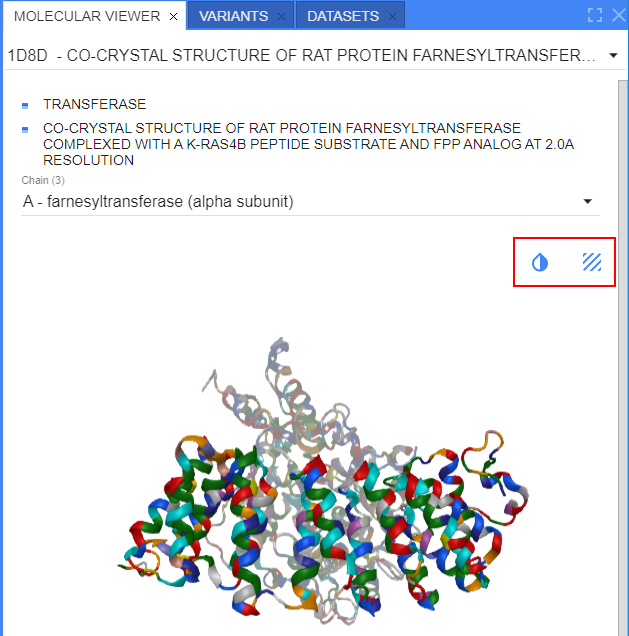 MOLECULAR VIEWER × VARIANTS × DATASETS ×
1D8D - CO-CRYSTAL STRUCTURE OF RAT PROTEIN FARNESYLTRANSFER...
TRANSFERASE
CO-CRYSTAL STRUCTURE OF RAT PROTEIN FARNESYLTRANSFERASE
COMPLEXED WITH A K-RAS4B PEPTIDE SUBSTRATE AND FPP ANALOG AT 2.0A
RESOLUTION
Chain (3)
A - farnesyltransferase (alpha subunit)